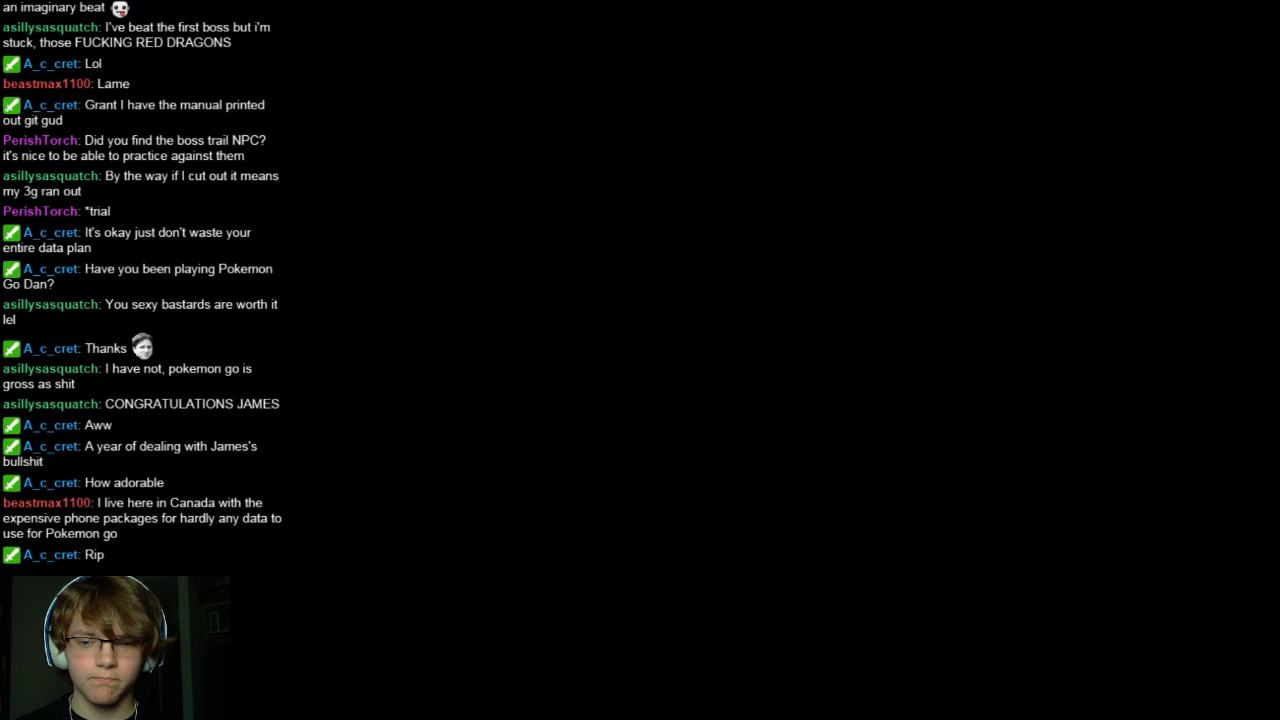 an imaginary beat
asillysasquatch: I've beat the first boss but i'm
stuck, those FUCKING RED DRAGONS
A_c_cret: Lol
beastmax1100: Lame
A_c_cret: Grant I have the manual printed
out git gud
PerishTorch: Did you find the boss trail NPC?
it's nice to be able to practice against them
asillysasquatch: By the way if I cut out it means
my 3g ran out
PerishTorch: *trial
A_c_cret: It's okay just don't waste your
entire data plan
A_c_cret: Have you been playing Pokemon
Go Dan?
asillysasquatch: You sexy bastards are worth it
lel
A_c_cret: Thanks
asillysasquatch: I have not, pokemon go is
gross as shit
asillysasquatch: CONGRATULATIONS JAMES
A_c_cret: Aww
A_c_cret: A year of dealing with James's
bullshit
A_c_cret: How adorable
beastmax1100: I live here in Canada with the
expensive phone packages for hardly any data to
use for Pokemon go
A_c_cret: Rip